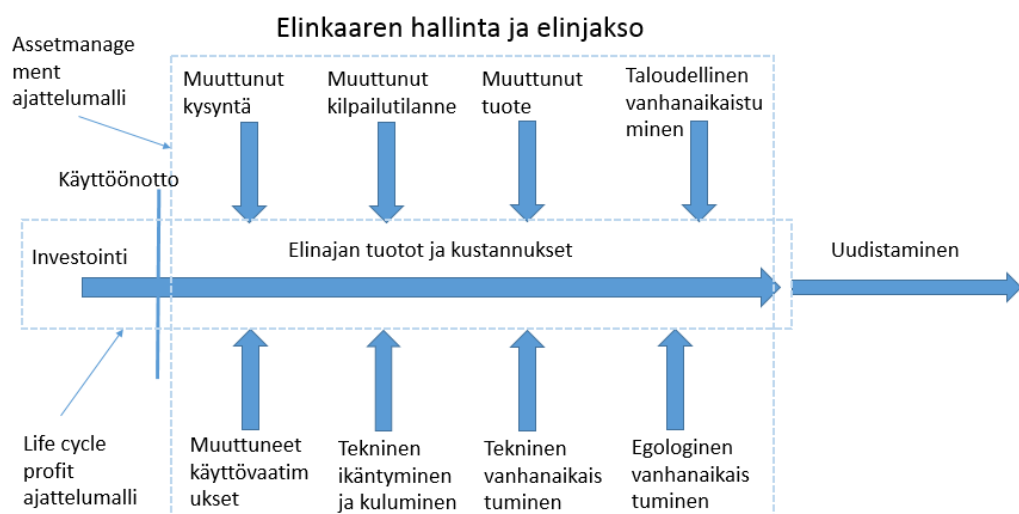 Elinkaaren hallinta ja elinjakso
Assetmanage
ment
ajattelumalli
Muuttunut
kysyntä
Muuttunut
kilpailutilanne
Muuttunut
tuote
Taloudellinen
vanhanaikaistu
minen
Käyttöönotto
Investointi
Elinajan tuotot ja kustannukset
Uudistaminen
Life cycle
profit
ajattelumalli
Muuttuneet
käyttövaatim
ukset
Tekninen
ikäntyminen
ja kuluminen
Tekninen
vanhanaikais
tuminen
Egologinen
vanhanaikais
tuminen